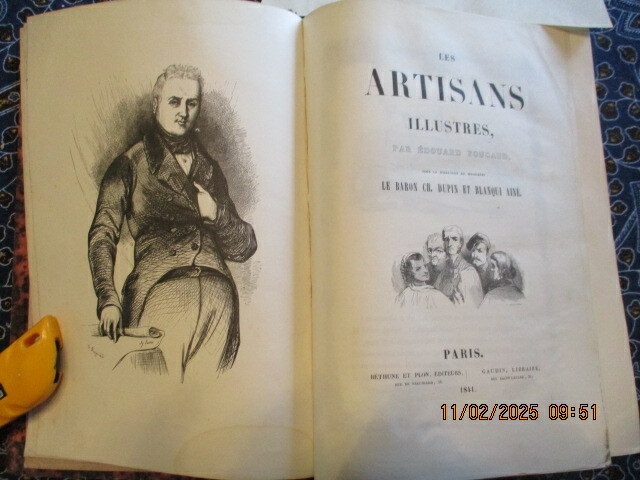 LES
ARTISANS
ILLUSTRES,
PAR ÉDOUARD FOUCAUD,
LE BARON CH. DUPIN ET BLANQUI AINÉ.
PARIS.
BÉTHUNE ET PLON, ÉDITEURS,
LIBRAIRE,
1841.
11/02/2025 09:51